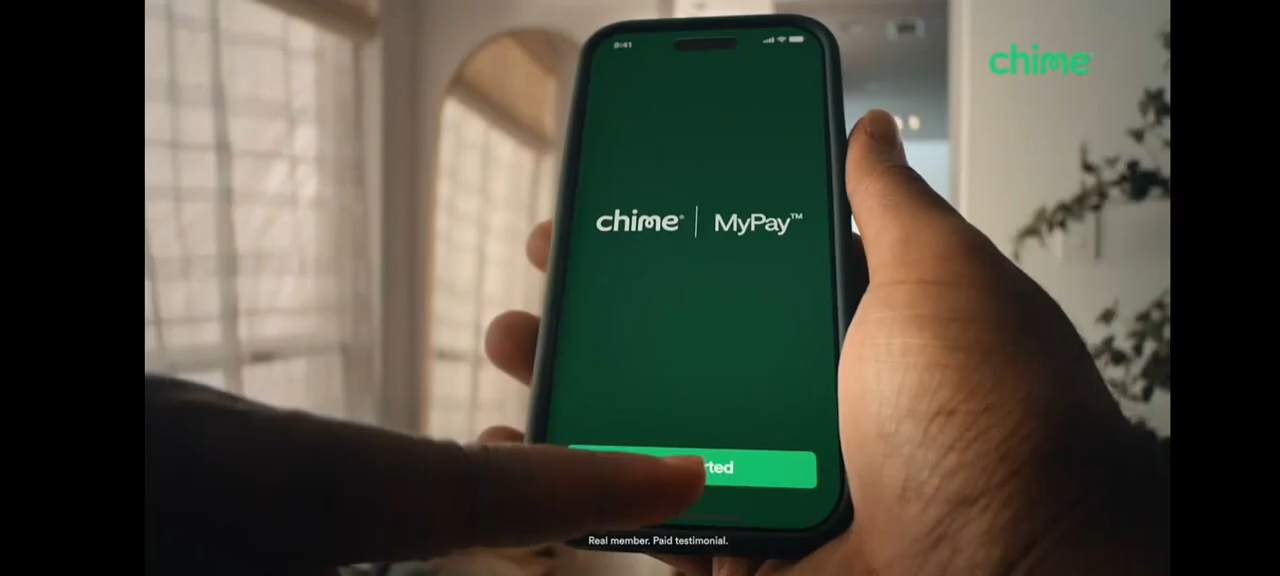 9:41
chime®
chime® | MyPay™
rted
Real member. Paid testimonial.